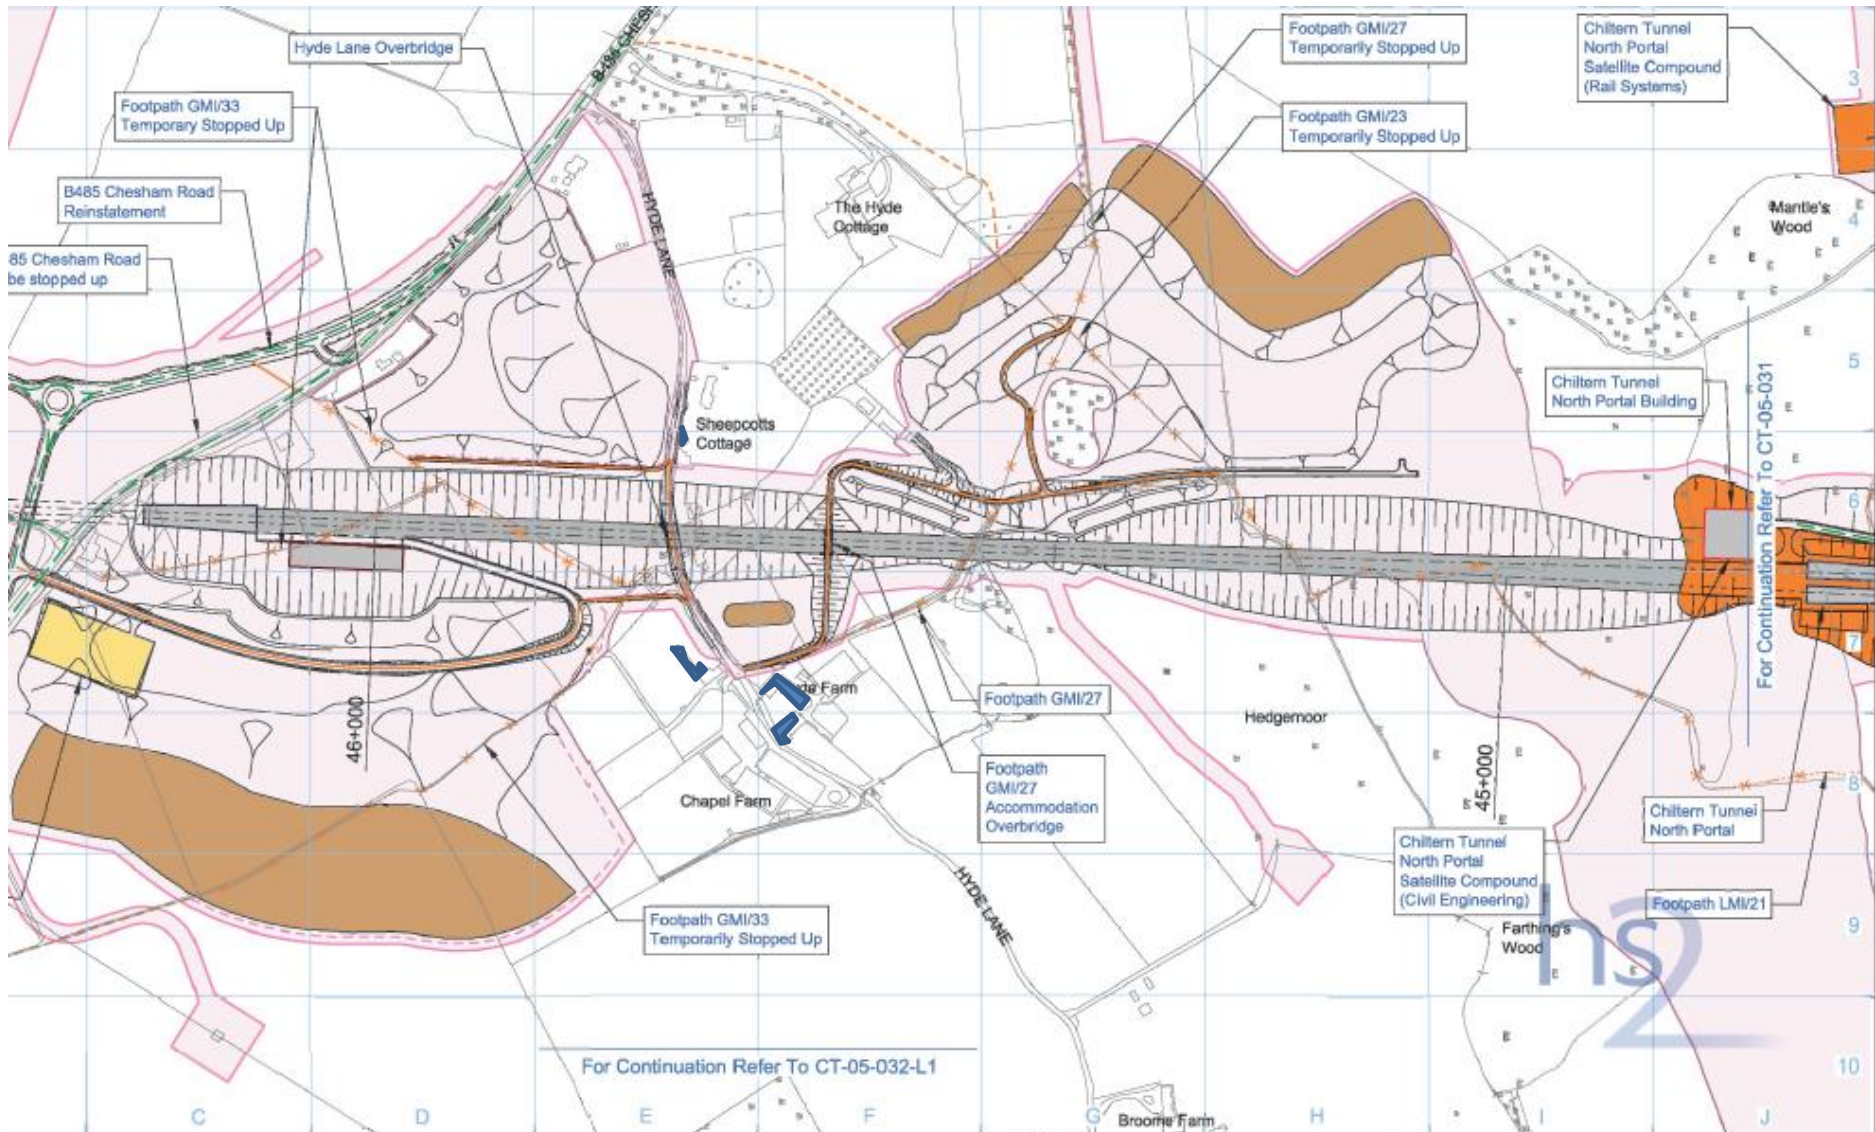 B485 CHESH
Hyde Lane Overbridge
Footpath GMI/27
Temporarily Stopped Up
Chiltern Tunnel
North Portal
Satellite Compound
(Rail Systems)
3
Footpath GMI/33
Temporary Stopped Up
Footpath GMI/23
Temporarily Stopped Up
B485 Chesham Road
Reinstatement
HYDE LANE
The Hyde
Cottage
Mantle's
Wood
4
85 Chesham Road
be stopped up
5
Chiltern Tunnel
North Portal Building
For Continuation Refer To CT-05-031
Sheepcotts
Cottage
6
7
46+000
de Farm
Footpath GMI/27
Hedgemoor
45+000
Footpath
GMI/27
Accommodation
Overbridge
Chapel Farm
8
Chiltern Tunnel
North Portal
Chiltern Tunnel
North Portal
Satellite Compound
(Civil Engineering)
HYDE LANE
Footpath LMI/21
Footpath GMI/33
Temporarily Stopped Up
Farthing's
Wood
9
hs2
For Continuation Refer To CT-05-032-L1
10
C
D
E
F
G
H
I
J
Broome Farm